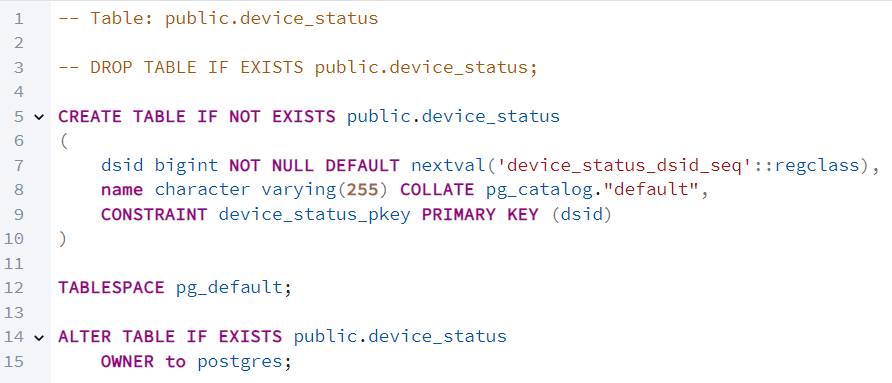 1 -- Table: public.device_status
2
3 -- DROP TABLE IF EXISTS public.device_status;
4
5 CREATE TABLE IF NOT EXISTS public.device_status
6 (
7     dsid bigint NOT NULL DEFAULT nextval('device_status_dsid_seq'::regclass),
8     name character varying(255) COLLATE pg_catalog."default",
9     CONSTRAINT device_status_pkey PRIMARY KEY (dsid)
10 )
11
12 TABLESPACE pg_default;
13
14 ALTER TABLE IF EXISTS public.device_status
15     OWNER to postgres;